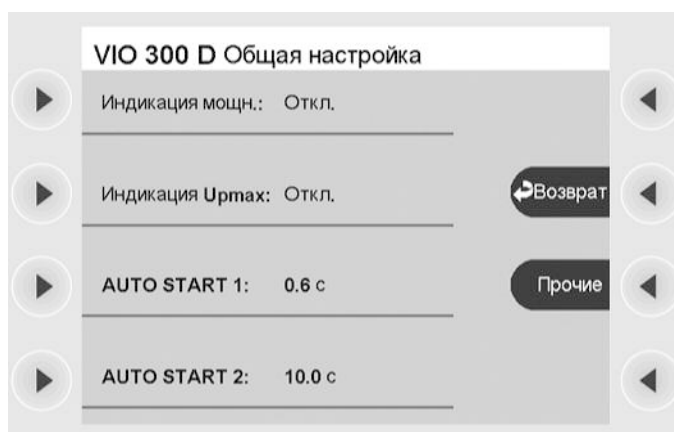 VIO 300 D Общая настройка
Индикация мощн.: Откл.
Индикация Upmax: Откл.
Возврат
AUTO START 1: 0.6 с
Прочие
AUTO START 2: 10.0 с